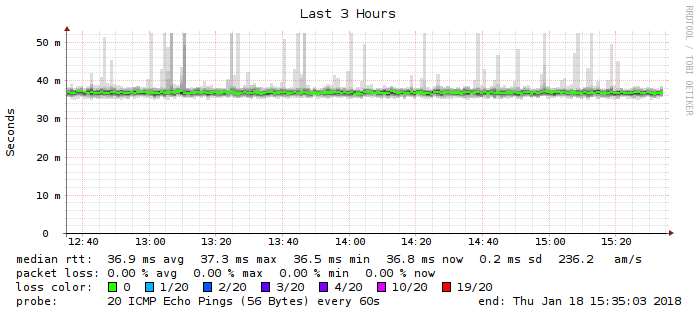 Last 3 Hours
RRDTOOL / TOBI OETIKER
Seconds
50 m
40 m
30 m
20 m
10 m
0
12:40 13:00 13:20 13:40 14:00 14:20 14:40 15:00 15:20
median rtt: 36.9 ms avg 37.3 ms max 36.5 ms min 36.8 ms now 0.2 ms sd 236.2 am/s
packet loss: 0.00 % avg 0.00 % max 0.00 % min 0.00 % now
loss color: 0 1/20 2/20 3/20 4/20 10/20 19/20
probe: 20 ICMP Echo Pings (56 Bytes) every 60s end: Thu Jan 18 15:35:03 2018